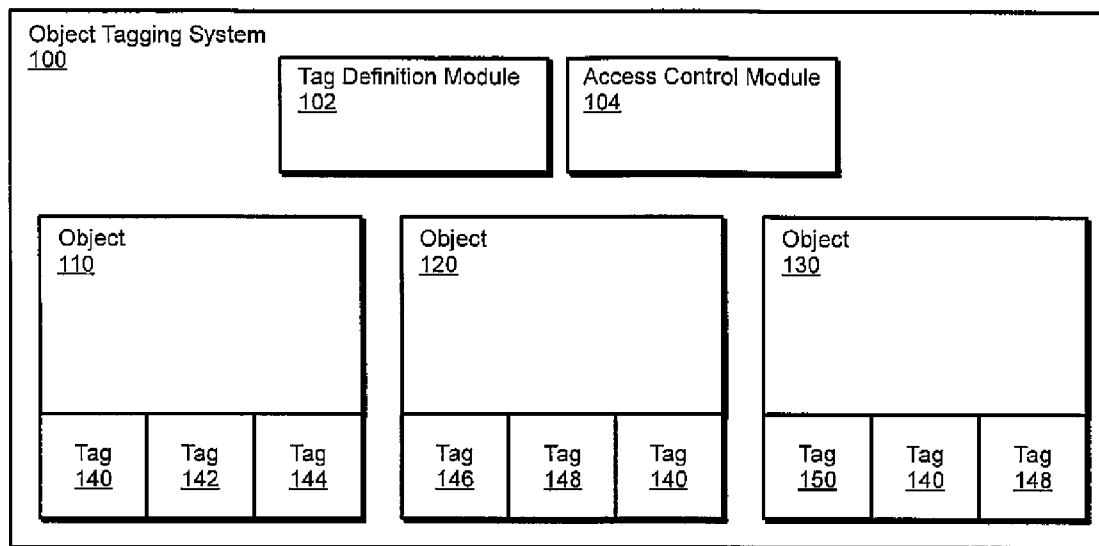 Object Tagging System
100
Tag Definition Module
102
Access Control Module
104
Object
110
Object
120
Object
130
Tag
140
Tag
142
Tag
144
Tag
146
Tag
148
Tag
140
Tag
150
Tag
140
Tag
148